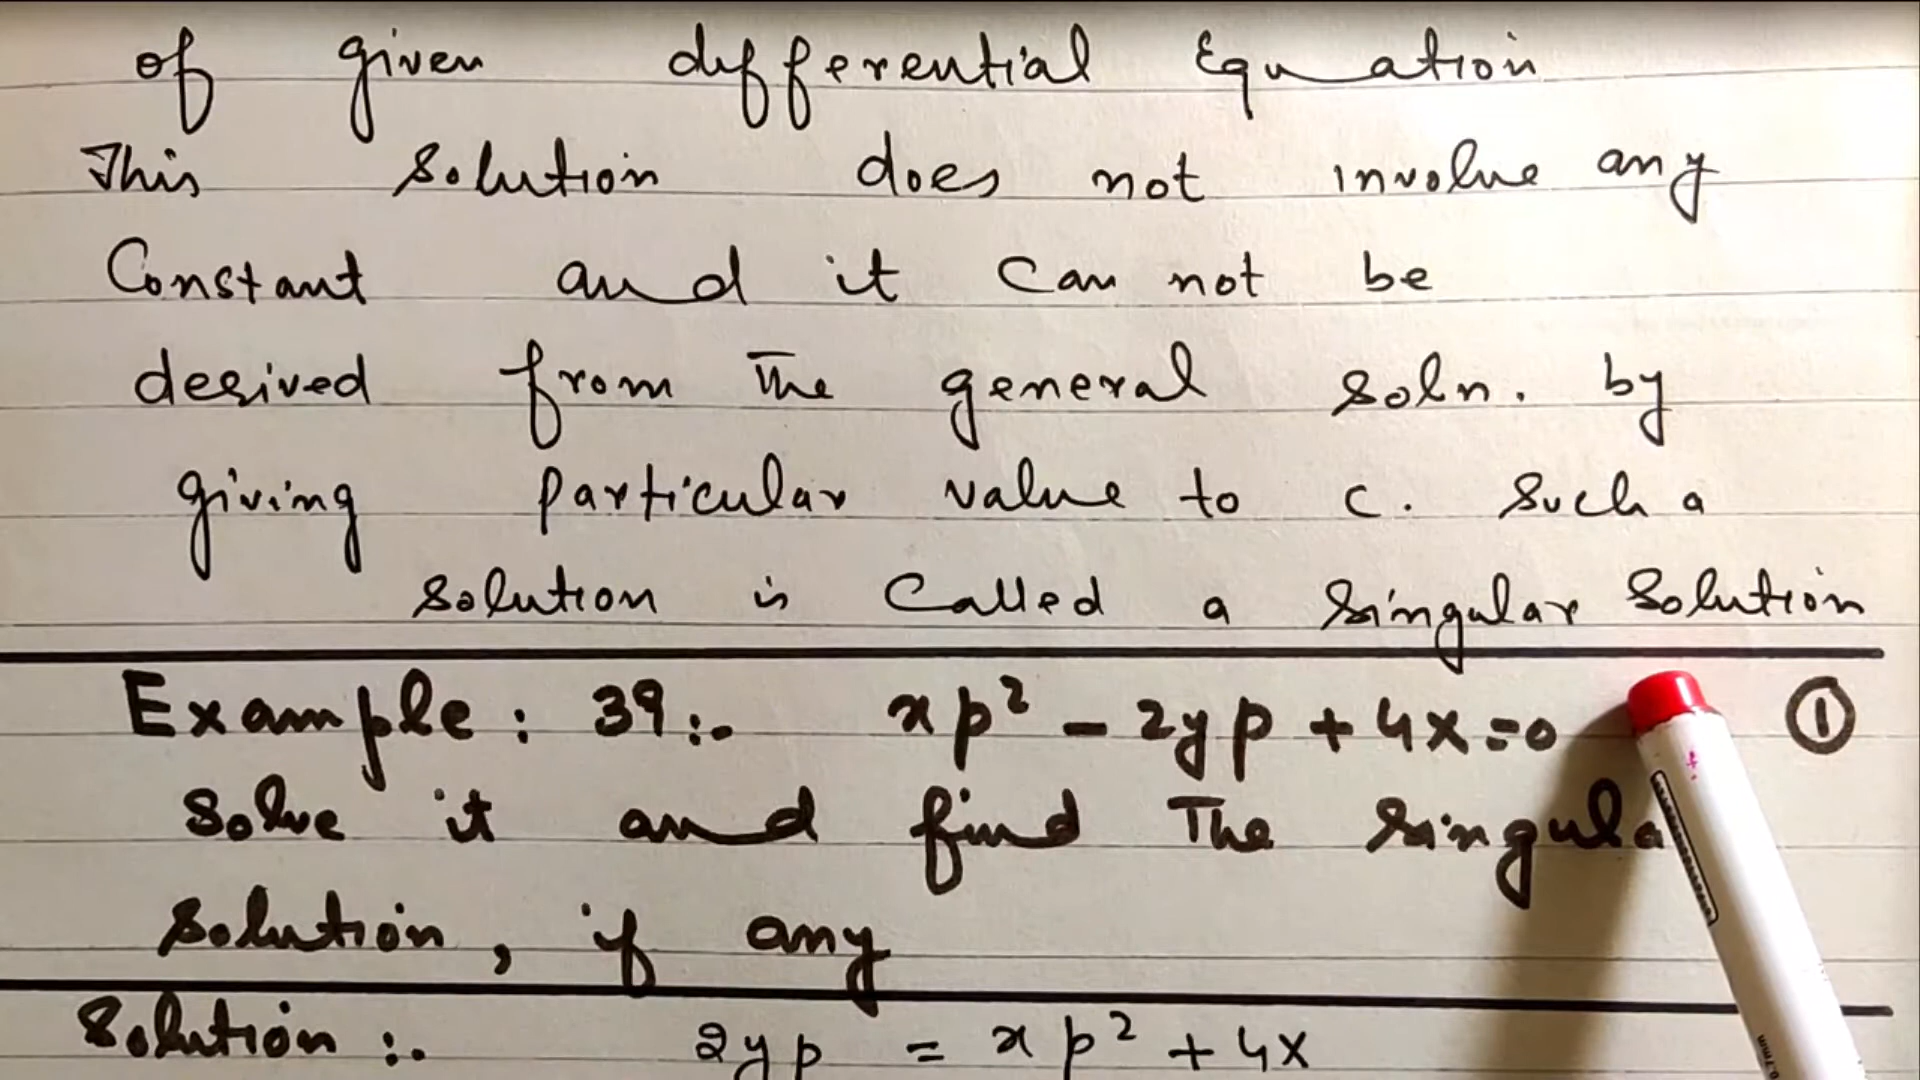 of given differential Equation
This solution does not involve any
Constant and it can not be
derived from the general soln. by
giving particular value to c. such a
solution is called a singular solution
Example: 39:- xp² - 2yp + 4x = 0 ①
Solve it and find the singula
solution, if any
Solution :- 2yp = xp² + 4x
0.7mm